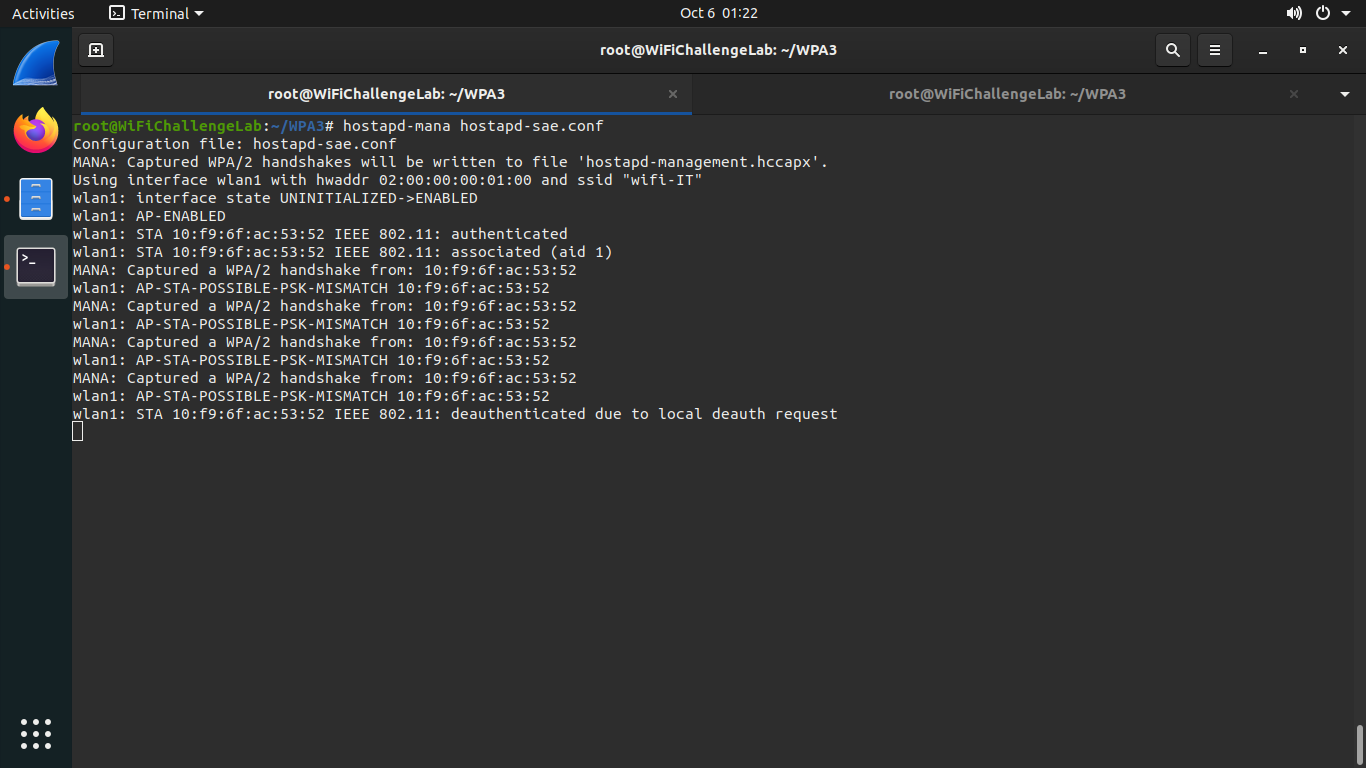 Activities Terminal Oct 6 01:22
root@WiFiChallengeLab: ~/WPA3
root@WiFiChallengeLab: ~/WPA3 root@WiFiChallengeLab: ~/WPA3
root@WiFiChallengeLab:~/WPA3# hostapd-mana hostapd-sae.conf
Configuration file: hostapd-sae.conf
MANA: Captured WPA/2 handshakes will be written to file 'hostapd-management.hccapx'.
Using interface wlan1 with hwaddr 02:00:00:00:01:00 and ssid "wifi-IT"
wlan1: interface state UNINITIALIZED->ENABLED
wlan1: AP-ENABLED
wlan1: STA 10:f9:6f:ac:53:52 IEEE 802.11: authenticated
wlan1: STA 10:f9:6f:ac:53:52 IEEE 802.11: associated (aid 1)
MANA: Captured a WPA/2 handshake from: 10:f9:6f:ac:53:52
wlan1: AP-STA-POSSIBLE-PSK-MISMATCH 10:f9:6f:ac:53:52
MANA: Captured a WPA/2 handshake from: 10:f9:6f:ac:53:52
wlan1: AP-STA-POSSIBLE-PSK-MISMATCH 10:f9:6f:ac:53:52
MANA: Captured a WPA/2 handshake from: 10:f9:6f:ac:53:52
wlan1: AP-STA-POSSIBLE-PSK-MISMATCH 10:f9:6f:ac:53:52
MANA: Captured a WPA/2 handshake from: 10:f9:6f:ac:53:52
wlan1: AP-STA-POSSIBLE-PSK-MISMATCH 10:f9:6f:ac:53:52
wlan1: STA 10:f9:6f:ac:53:52 IEEE 802.11: deauthenticated due to local deauth request